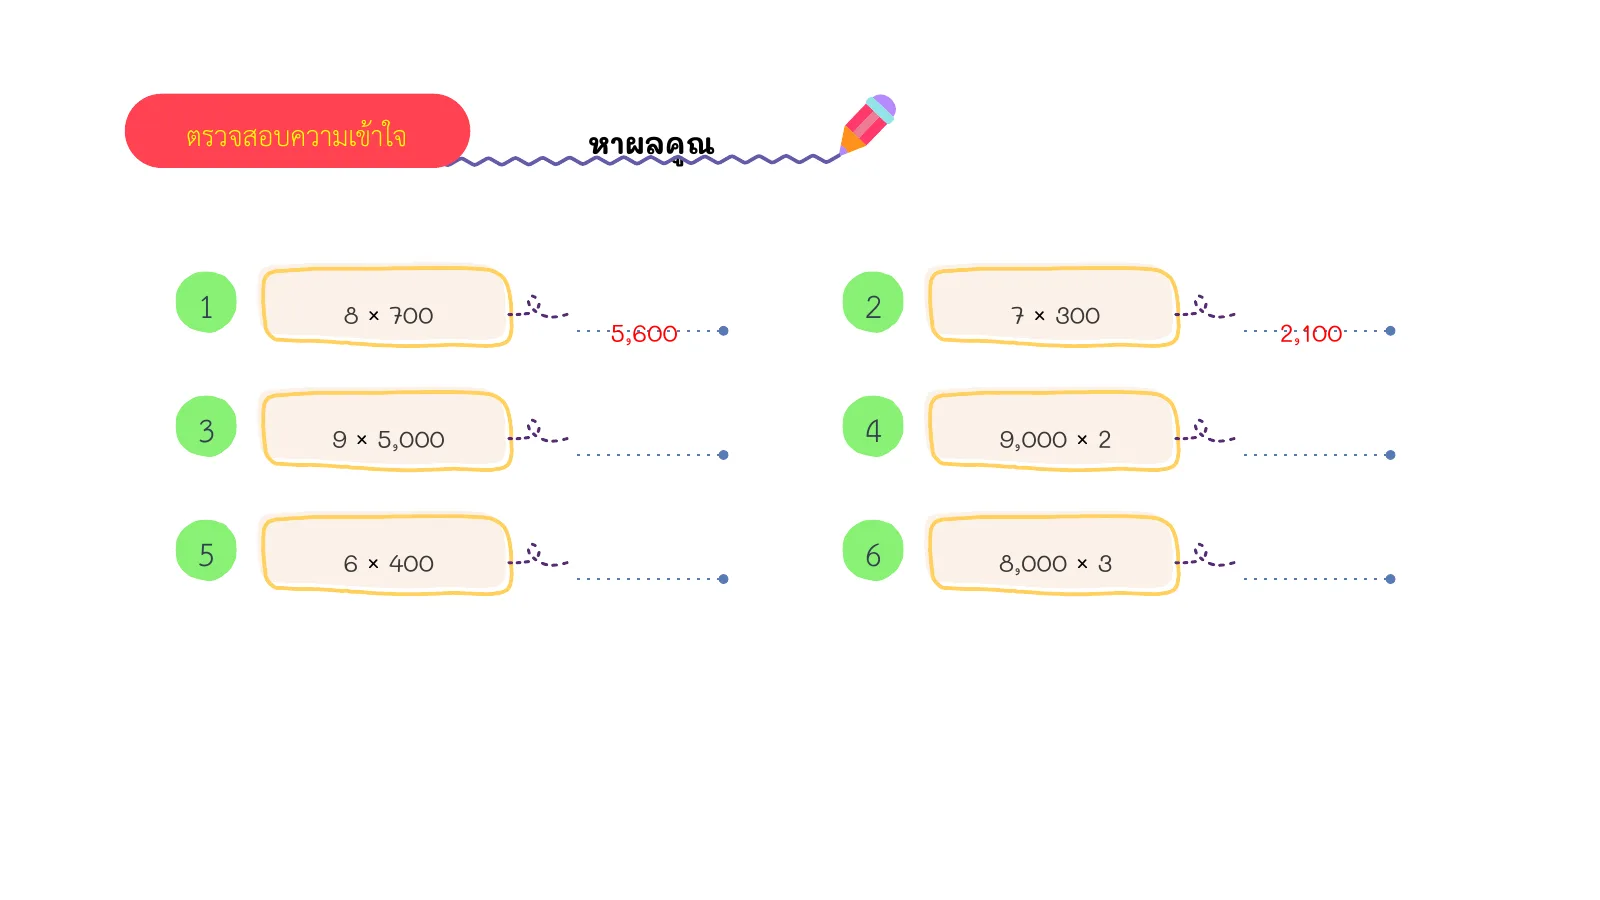 ตรวจสอบความเข้าใจ
หาผลคูณ
1
8 × 700
5,600
2
7 × 300
2,100
3
9 × 5,000
4
9,000 × 2
5
6 × 400
6
8,000 × 3